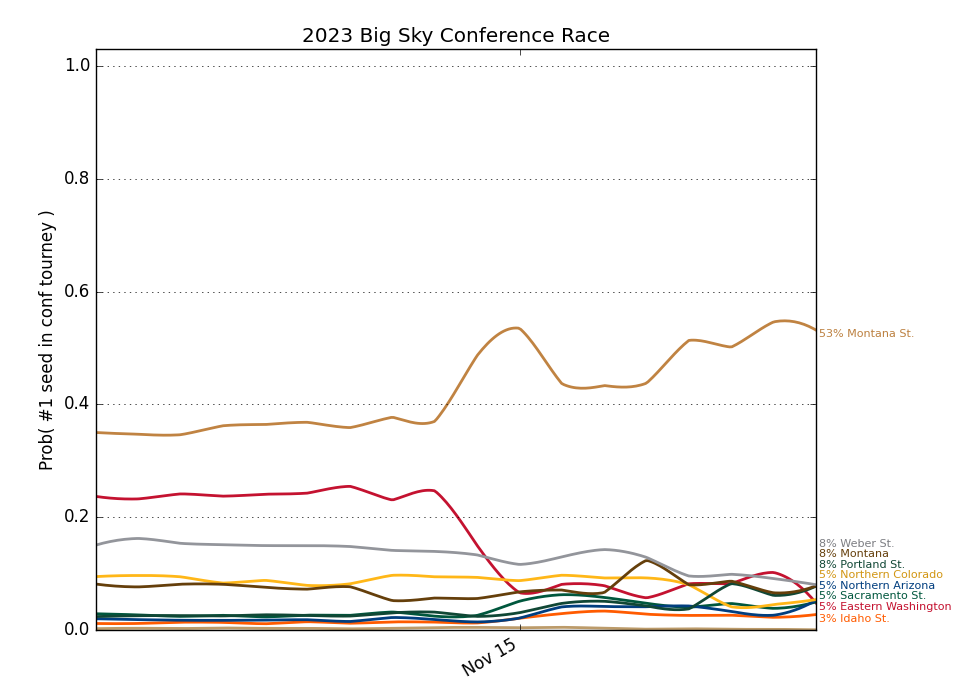 2023 Big Sky Conference Race
Prob( #1 seed in conf tourney )
1.0
0.8
0.6
0.4
0.2
0.0
Nov 15
53% Montana St.
8% Weber St.
8% Montana
8% Portland St.
5% Northern Colorado
5% Northern Arizona
5% Sacramento St.
5% Eastern Washington
3% Idaho St.